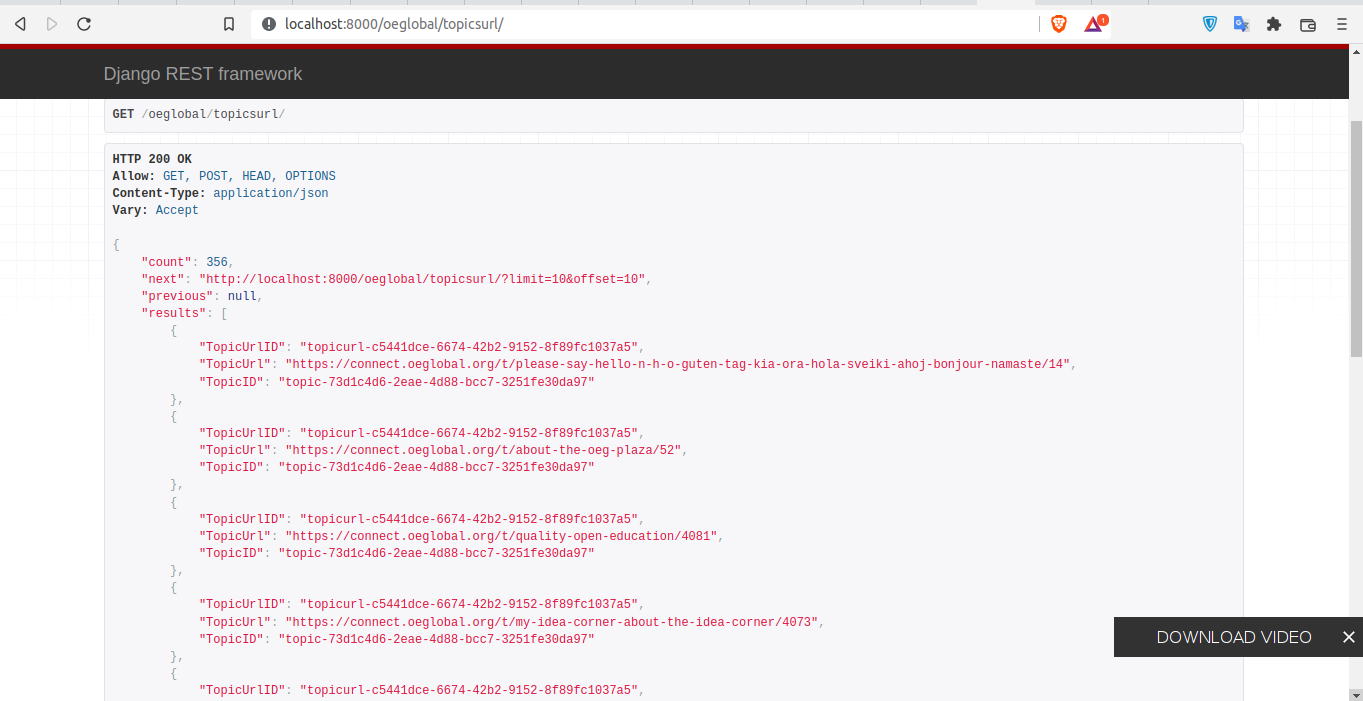 localhost:8000/oeglobal/topicsurl/
1
Django REST framework
GET /oeglobal/topicsurl/
HTTP 200 OK
Allow: GET, POST, HEAD, OPTIONS
Content-Type: application/json
Vary: Accept
{
"count": 356,
"next": "http://localhost:8000/oeglobal/topicsurl/?limit=10&offset=10",
"previous": null,
"results": [
{
"TopicUrlID": "topicurl-c5441dce-6674-42b2-9152-8f89fc1037a5",
"TopicUrl": "https://connect.oeglobal.org/t/please-say-hello-n-h-o-guten-tag-kia-ora-hola-sveiki-ahoj-bonjour-namaste/14",
"TopicID": "topic-73d1c4d6-2eae-4d88-bcc7-3251fe30da97"
},
{
"TopicUrlID": "topicurl-c5441dce-6674-42b2-9152-8f89fc1037a5",
"TopicUrl": "https://connect.oeglobal.org/t/about-the-oeg-plaza/52",
"TopicID": "topic-73d1c4d6-2eae-4d88-bcc7-3251fe30da97"
},
{
"TopicUrlID": "topicurl-c5441dce-6674-42b2-9152-8f89fc1037a5",
"TopicUrl": "https://connect.oeglobal.org/t/quality-open-education/4081",
"TopicID": "topic-73d1c4d6-2eae-4d88-bcc7-3251fe30da97"
},
{
"TopicUrlID": "topicurl-c5441dce-6674-42b2-9152-8f89fc1037a5",
"TopicUrl": "https://connect.oeglobal.org/t/my-idea-corner-about-the-idea-corner/4073",
"TopicID": "topic-73d1c4d6-2eae-4d88-bcc7-3251fe30da97"
},
{
"TopicUrlID": "topicurl-c5441dce-6674-42b2-9152-8f89fc1037a5",
DOWNLOAD VIDEO